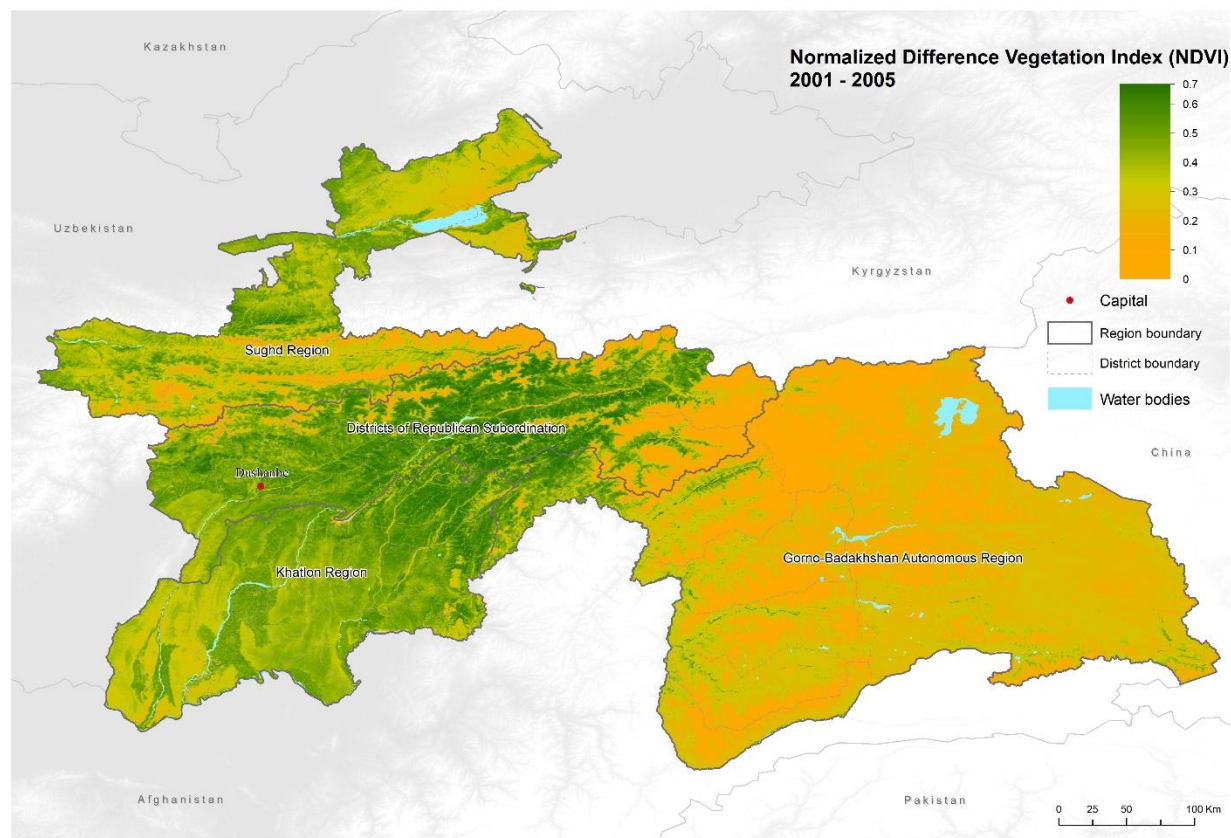 Normalized Difference Vegetation Index (NDVI)
2001 - 2005
0.7
0.6
0.5
0.4
0.3
0.2
0.1
0
Capital
Region boundary
District boundary
Water bodies
Kazakhstan
Uzbekistan
Kyrgyzstan
China
Afghanistan
Pakistan
Sughd Region
Districts of Republican Subordination
Dushanbe
Khatlon Region
Gorno-Badakhshan Autonomous Region
0 25 50 100 Km